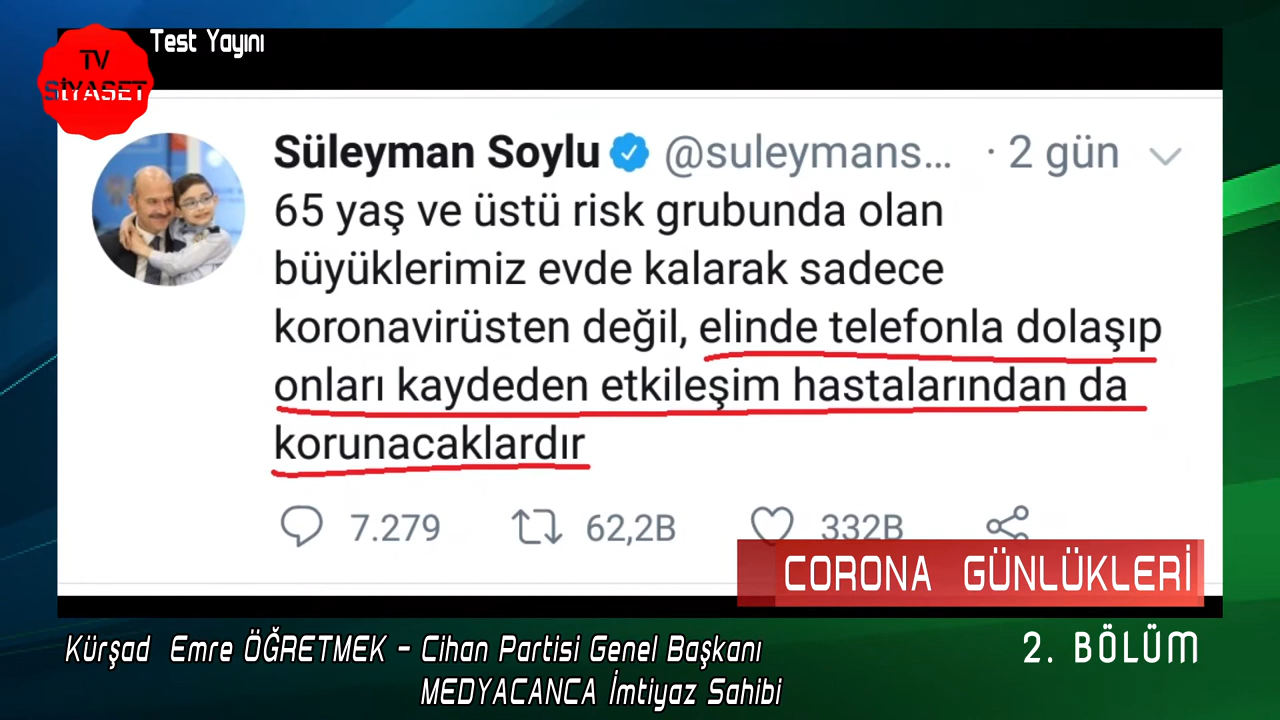 Test Yayını
TV
SİYASET
Süleyman Soylu @suleymans... · 2 gün
65 yaş ve üstü risk grubunda olan
büyüklerimiz evde kalarak sadece
koronavirüsten değil, elinde telefonla dolaşıp
onları kaydeden etkileşim hastalarından da
korunacaklardır
7.279 62,2B 332B
CORONA GÜNLÜKLERİ
Kürşad Emre ÖĞRETMEK - Cihan Partisi Genel Başkanı
MEDYACANCA İmtiyaz Sahibi
2. BÖLÜM